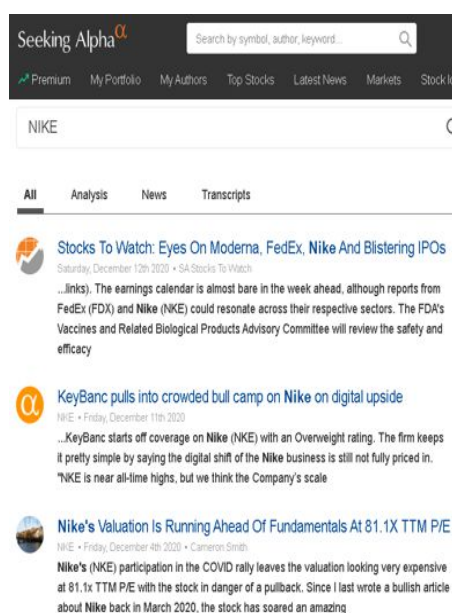 Seeking Alpha α
Search by symbol, author, keyword...
Premium My Portfolio My Authors Top Stocks Latest News Markets Stock
NIKE
All Analysis News Transcripts
Stocks To Watch: Eyes On Moderna, FedEx, Nike And Blistering IPOs
Saturday, December 12th 2020 • SA Stocks To Watch
...links). The earnings calendar is almost bare in the week ahead, although reports from
FedEx (FDX) and Nike (NKE) could resonate across their respective sectors. The FDA's
Vaccines and Related Biological Products Advisory Committee will review the safety and
efficacy
α
KeyBanc pulls into crowded bull camp on Nike on digital upside
NKE • Friday, December 11th 2020
...KeyBanc starts off coverage on Nike (NKE) with an Overweight rating. The firm keeps
it pretty simple by saying the digital shift of the Nike business is still not fully priced in.
"NKE is near all-time highs, but we think the Company's scale
Nike's Valuation Is Running Ahead Of Fundamentals At 81.1X TTM P/E
NKE • Friday, December 4th 2020 • Cameron Smith
Nike's (NKE) participation in the COVID rally leaves the valuation looking very expensive
at 81.1x TTM P/E with the stock in danger of a pullback. Since I last wrote a bullish article
about Nike back in March 2020, the stock has soared an amazing